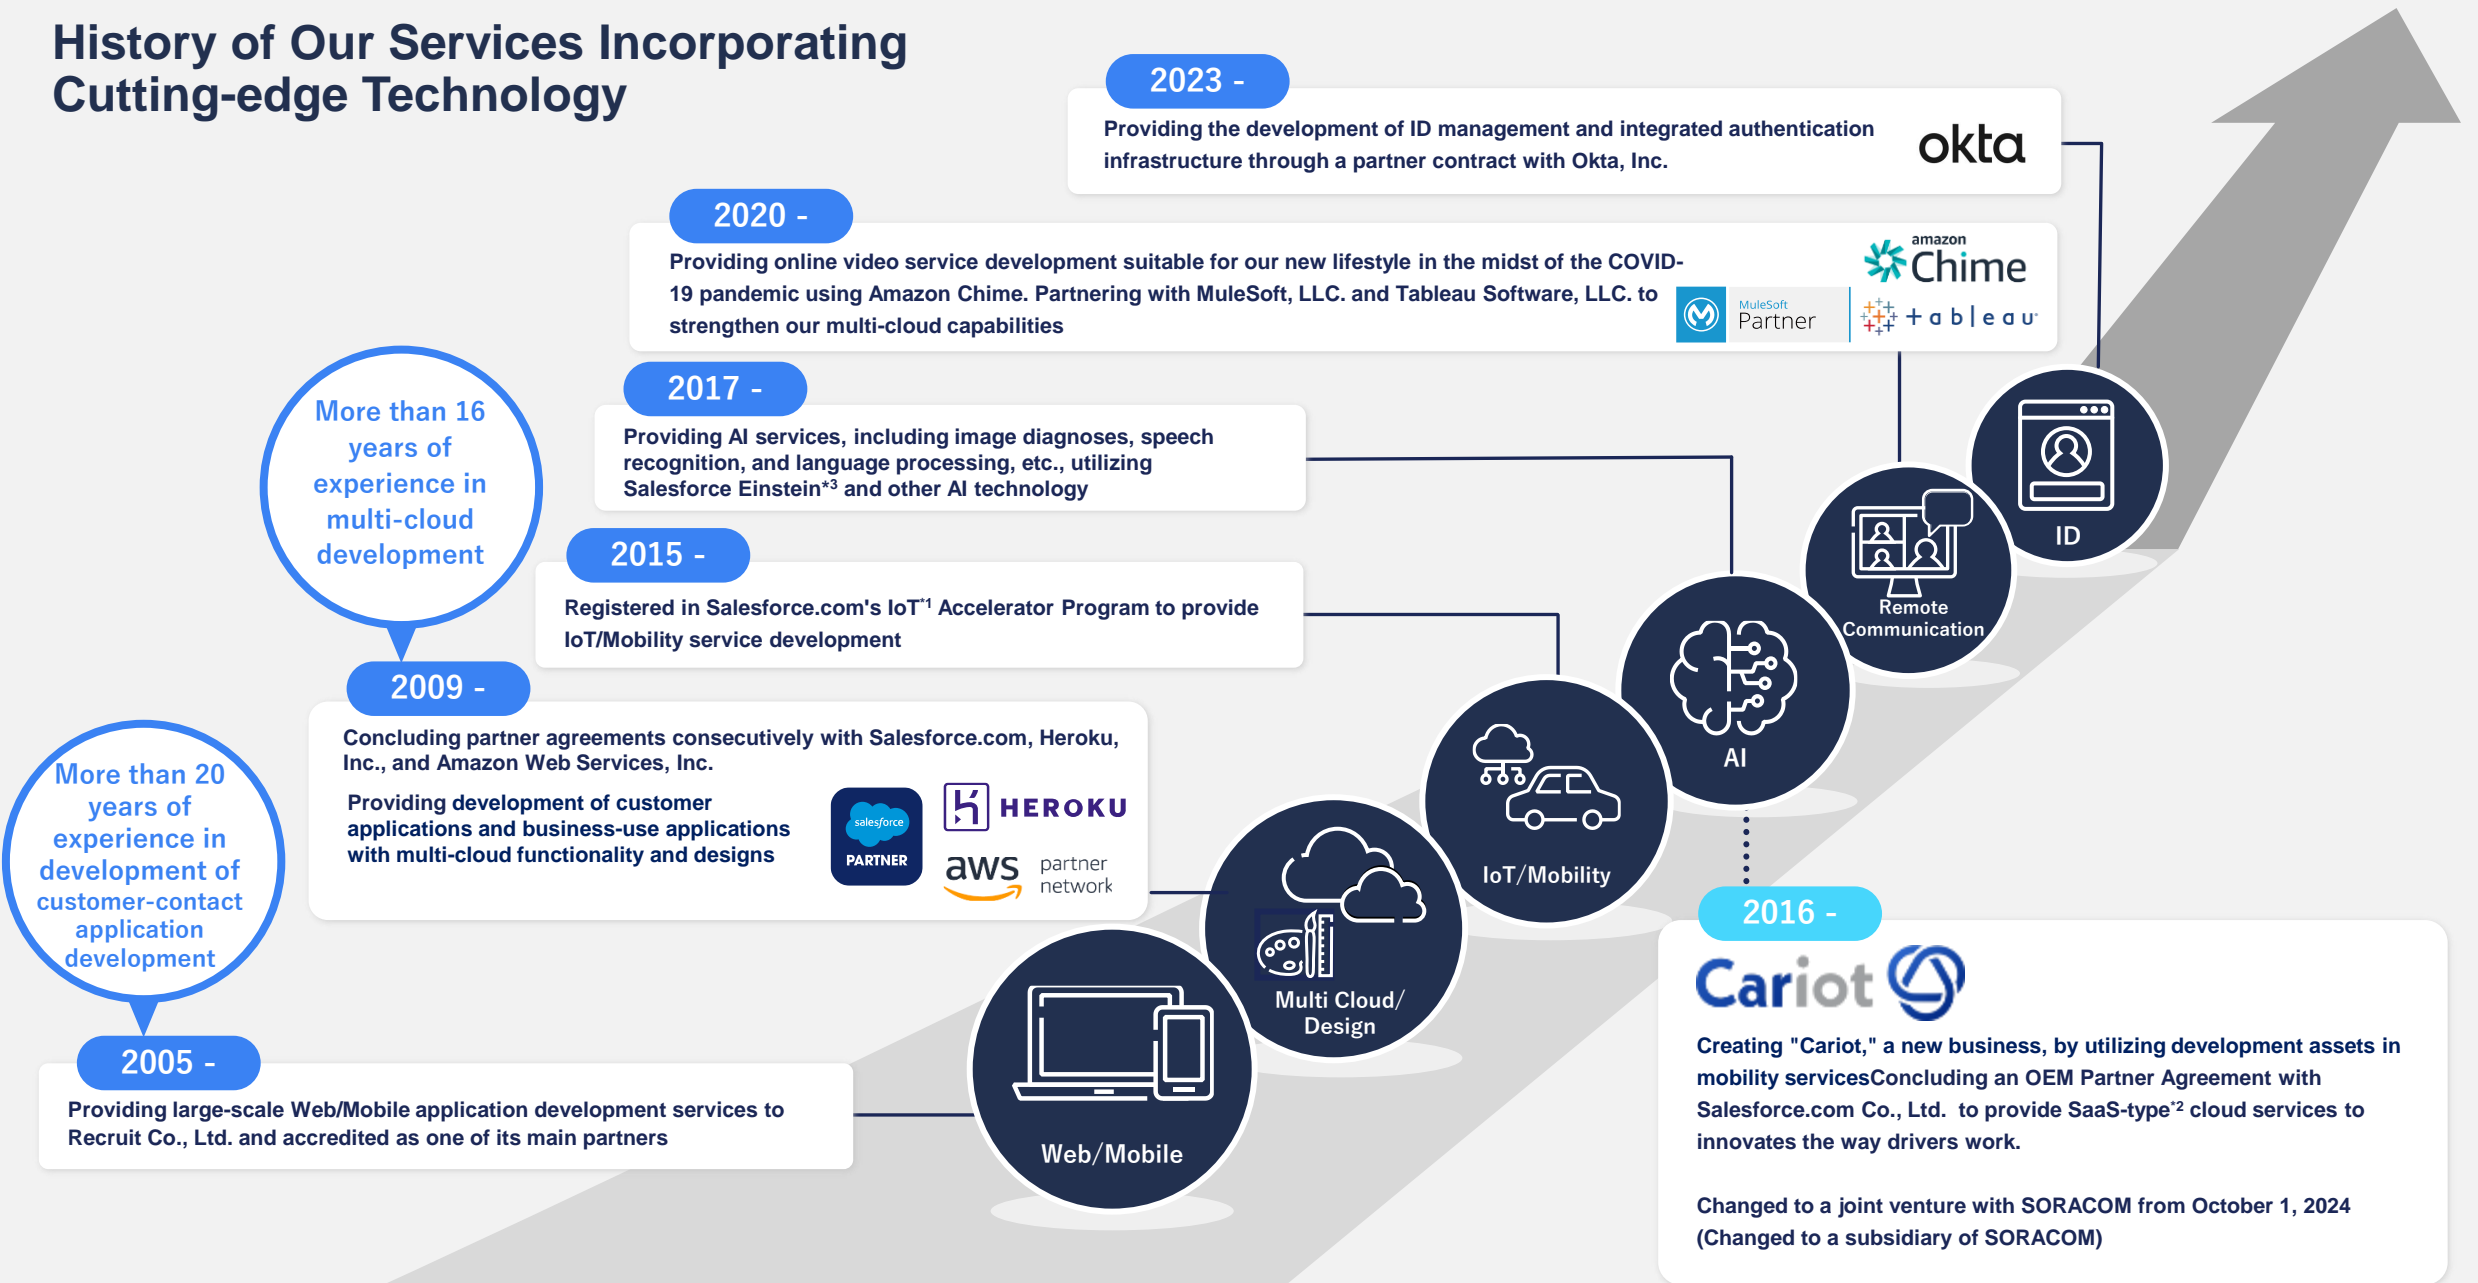 History of Our Services Incorporating
Cutting-edge Technology
2023 -
Providing the development of ID management and integrated authentication
infrastructure through a partner contract with Okta, Inc.
okta
2020 -
Providing online video service development suitable for our new lifestyle in the midst of the COVID-
19 pandemic using Amazon Chime. Partnering with MuleSoft, LLC. and Tableau Software, LLC. to
strengthen our multi-cloud capabilities
amazon
Chime
MuleSoft
Partner
+ableau
2017 -
Providing AI services, including image diagnoses, speech
recognition, and language processing, etc., utilizing
Salesforce Einstein*3 and other AI technology
More than 16
years of
experience in
multi-cloud
development
2015 -
Registered in Salesforce.com's IoT*1 Accelerator Program to provide
IoT/Mobility service development
2009 -
Concluding partner agreements consecutively with Salesforce.com, Heroku,
Inc., and Amazon Web Services, Inc.
Providing development of customer
applications and business-use applications
with multi-cloud functionality and designs
salesforce
PARTNER
HEROKU
aws
partner
network
More than 20
years of
experience in
development of
customer-contact
application
development
2005 -
Providing large-scale Web/Mobile application development services to
Recruit Co., Ltd. and accredited as one of its main partners
ID
Remote
Communication
AI
IoT/Mobility
Multi Cloud/
Design
Web/Mobile
2016 -
Cariot
Creating "Cariot," a new business, by utilizing development assets in
mobility servicesConcluding an OEM Partner Agreement with
Salesforce.com Co., Ltd. to provide SaaS-type*2 cloud services to
innovates the way drivers work.
Changed to a joint venture with SORACOM from October 1, 2024
(Changed to a subsidiary of SORACOM)